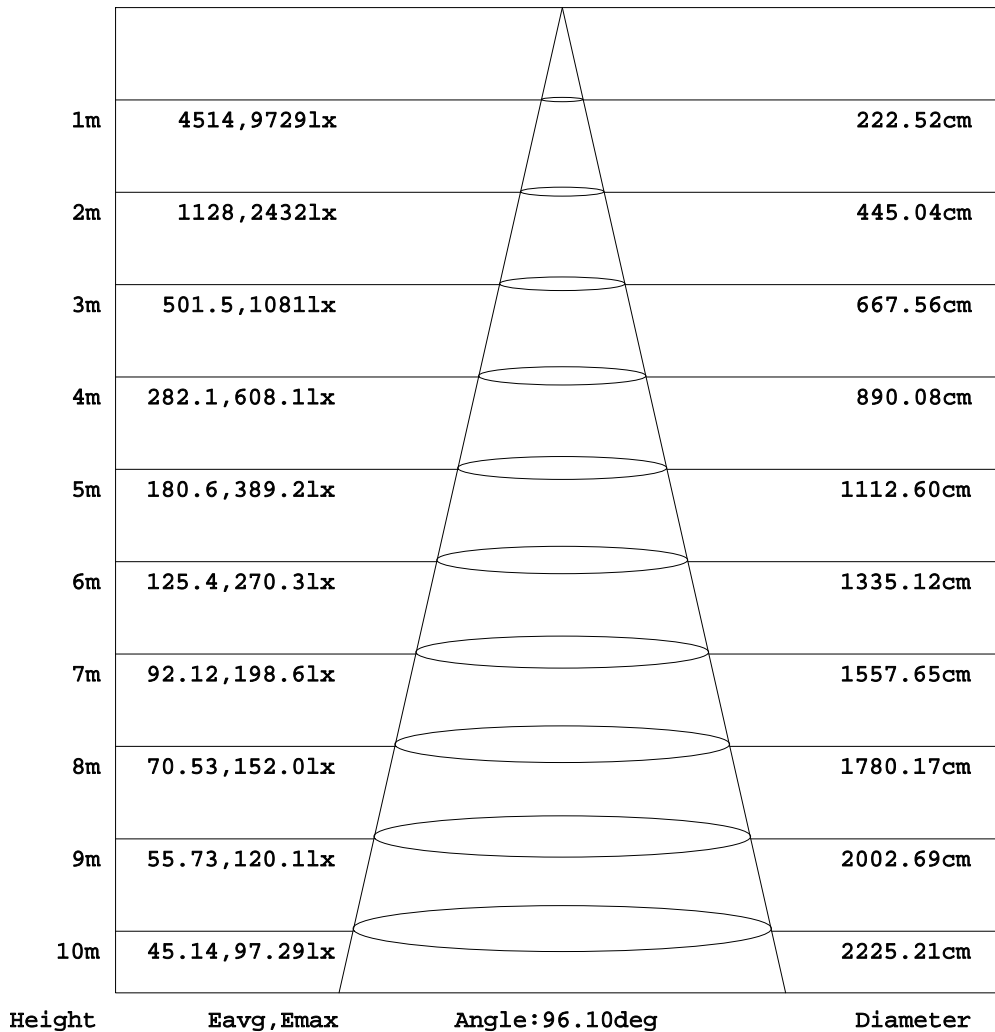 1m 4514,9729lx 222.52cm
2m 1128,2432lx 445.04cm
3m 501.5,1081lx 667.56cm
4m 282.1,608.1lx 890.08cm
5m 180.6,389.2lx 1112.60cm
6m 125.4,270.3lx 1335.12cm
7m 92.12,198.6lx 1557.65cm
8m 70.53,152.0lx 1780.17cm
9m 55.73,120.1lx 2002.69cm
10m 45.14,97.29lx 2225.21cm
Height Eavg,Emax Angle:96.10deg Diameter